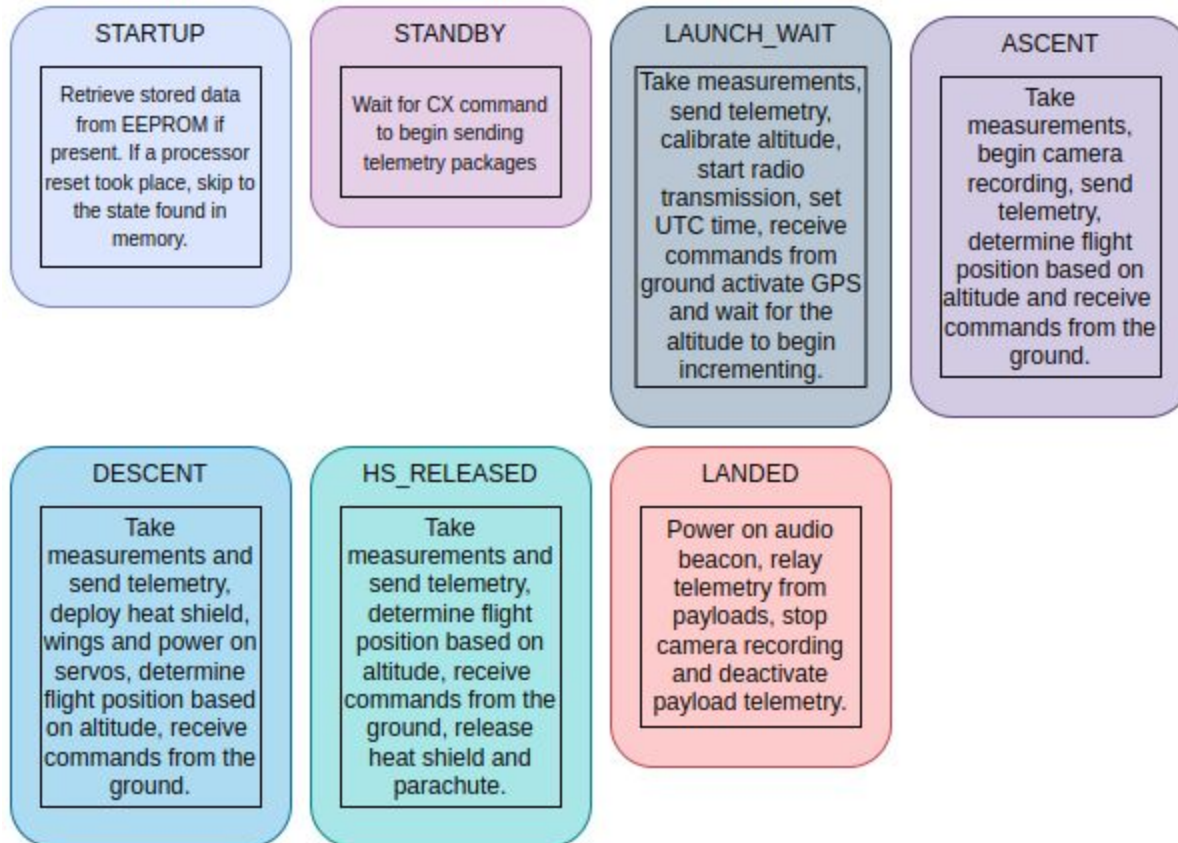 STARTUP
Retrieve stored data
from EEPROM if
present. If a processor
reset took place, skip to
the state found in
memory.
STANDBY
Wait for CX command
to begin sending
telemetry packages
LAUNCH_WAIT
Take measurements,
send telemetry,
calibrate altitude,
start radio
transmission, set
UTC time, receive
commands from
ground activate GPS
and wait for the
altitude to begin
incrementing.
ASCENT
Take
measurements,
begin camera
recording, send
telemetry,
determine flight
position based on
altitude and receive
commands from the
ground.
DESCENT
Take
measurements and
send telemetry,
deploy heat shield,
wings and power on
servos, determine
flight position based
on altitude, receive
commands from the
ground.
HS_RELEASED
Take
measurements and
send telemetry,
determine flight
position based on
altitude, receive
commands from the
ground, release
heat shield and
parachute.
LANDED
Power on audio
beacon, relay
telemetry from
payloads, stop
camera recording
and deactivate
payload telemetry.